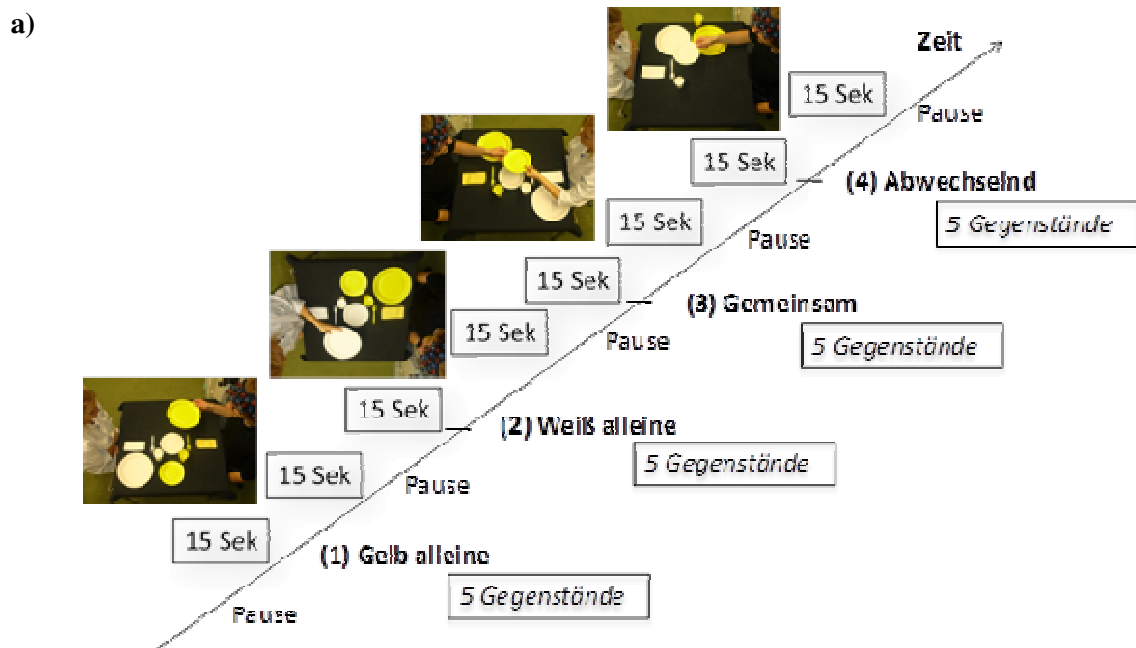 a)
Zeit
15 Sek
Pause
15 Sek
(4) Abwechselnd
5 Gegenstände
15 Sek
Pause
15 Sek
(3) Gemeinsam
5 Gegenstände
15 Sek
Pause
15 Sek
(2) Weiß alleine
5 Gegenstände
15 Sek
Pause
15 Sek
(1) Gelb alleine
5 Gegenstände
Pause